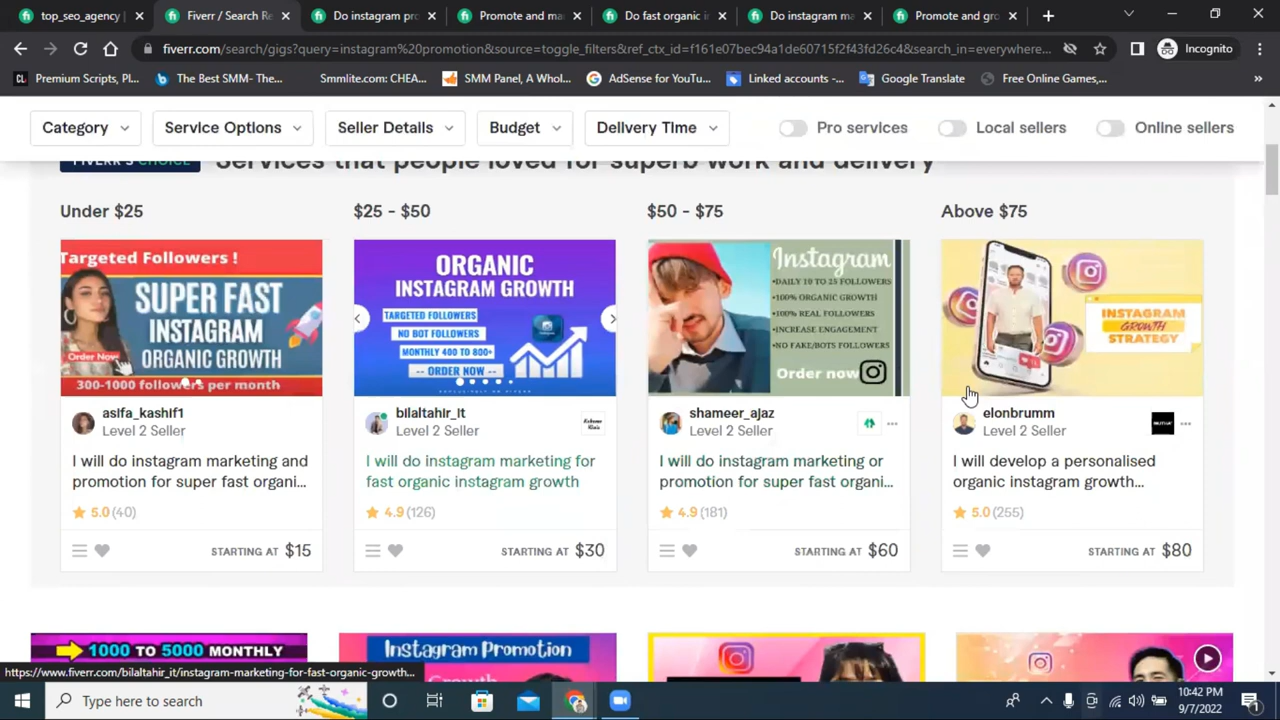 top_seo_agency |
Fiverr / Search Re
Do instagram pr
Promote and ma
Do fast organic i
Do instagram ma
Promote and gr
fiverr.com/search/gigs?query=instagram%20promotion&source=toggle_filters&ref_ctx_id=f161e07bec94a1de60715f2f43fd26c4&search_in=everywhere...
Incognito
Premium Scripts, Pl...
The Best SMM- The...
Smmlite.com: CHEA...
SMM Panel, A Whol...
AdSense for YouTu...
Linked accounts -...
Google Translate
Free Online Games,...
Category
Service Options
Seller Details
Budget
Delivery Time
Pro services
Local sellers
Online sellers
FIVERR'S CHOICE
Services that people loved for superb work and delivery
Under $25
$25 - $50
$50 - $75
Above $75
Targeted Followers !
SUPER FAST
INSTAGRAM
ORGANIC GROWTH
Order Now
300-1000 followers per month
asifa_kashif1
Level 2 Seller
I will do instagram marketing and
promotion for super fast organi...
5.0 (40)
STARTING AT $15
ORGANIC
INSTAGRAM GROWTH
TARGETED FOLLOWERS
NO BOT FOLLOWERS
MONTHLY 400 TO 800+
-- ORDER NOW --
bilaltahir_it
Level 2 Seller
I will do instagram marketing for
fast organic instagram growth
4.9 (126)
STARTING AT $30
Instagram
•DAILY 10 TO 25 FOLLOWERS
•100% ORGANIC GROWTH
•100% REAL FOLLOWERS
•INCREASE ENGAGEMENT
•NO FAKE/BOTS FOLLOWERS
Order now
shameer_ajaz
Level 2 Seller
I will do instagram marketing or
promotion for super fast organi...
4.9 (181)
STARTING AT $60
INSTAGRAM
GROWTH
STRATEGY
elonbrumm
Level 2 Seller
I will develop a personalised
organic instagram growth...
5.0 (255)
STARTING AT $80
1000 TO 5000 MONTHLY
Instagram Promotion
https://www.fiverr.com/bilaltahir_it/instagram-marketing-for-fast-organic-growth...
Type here to search
10:42 PM
9/7/2022